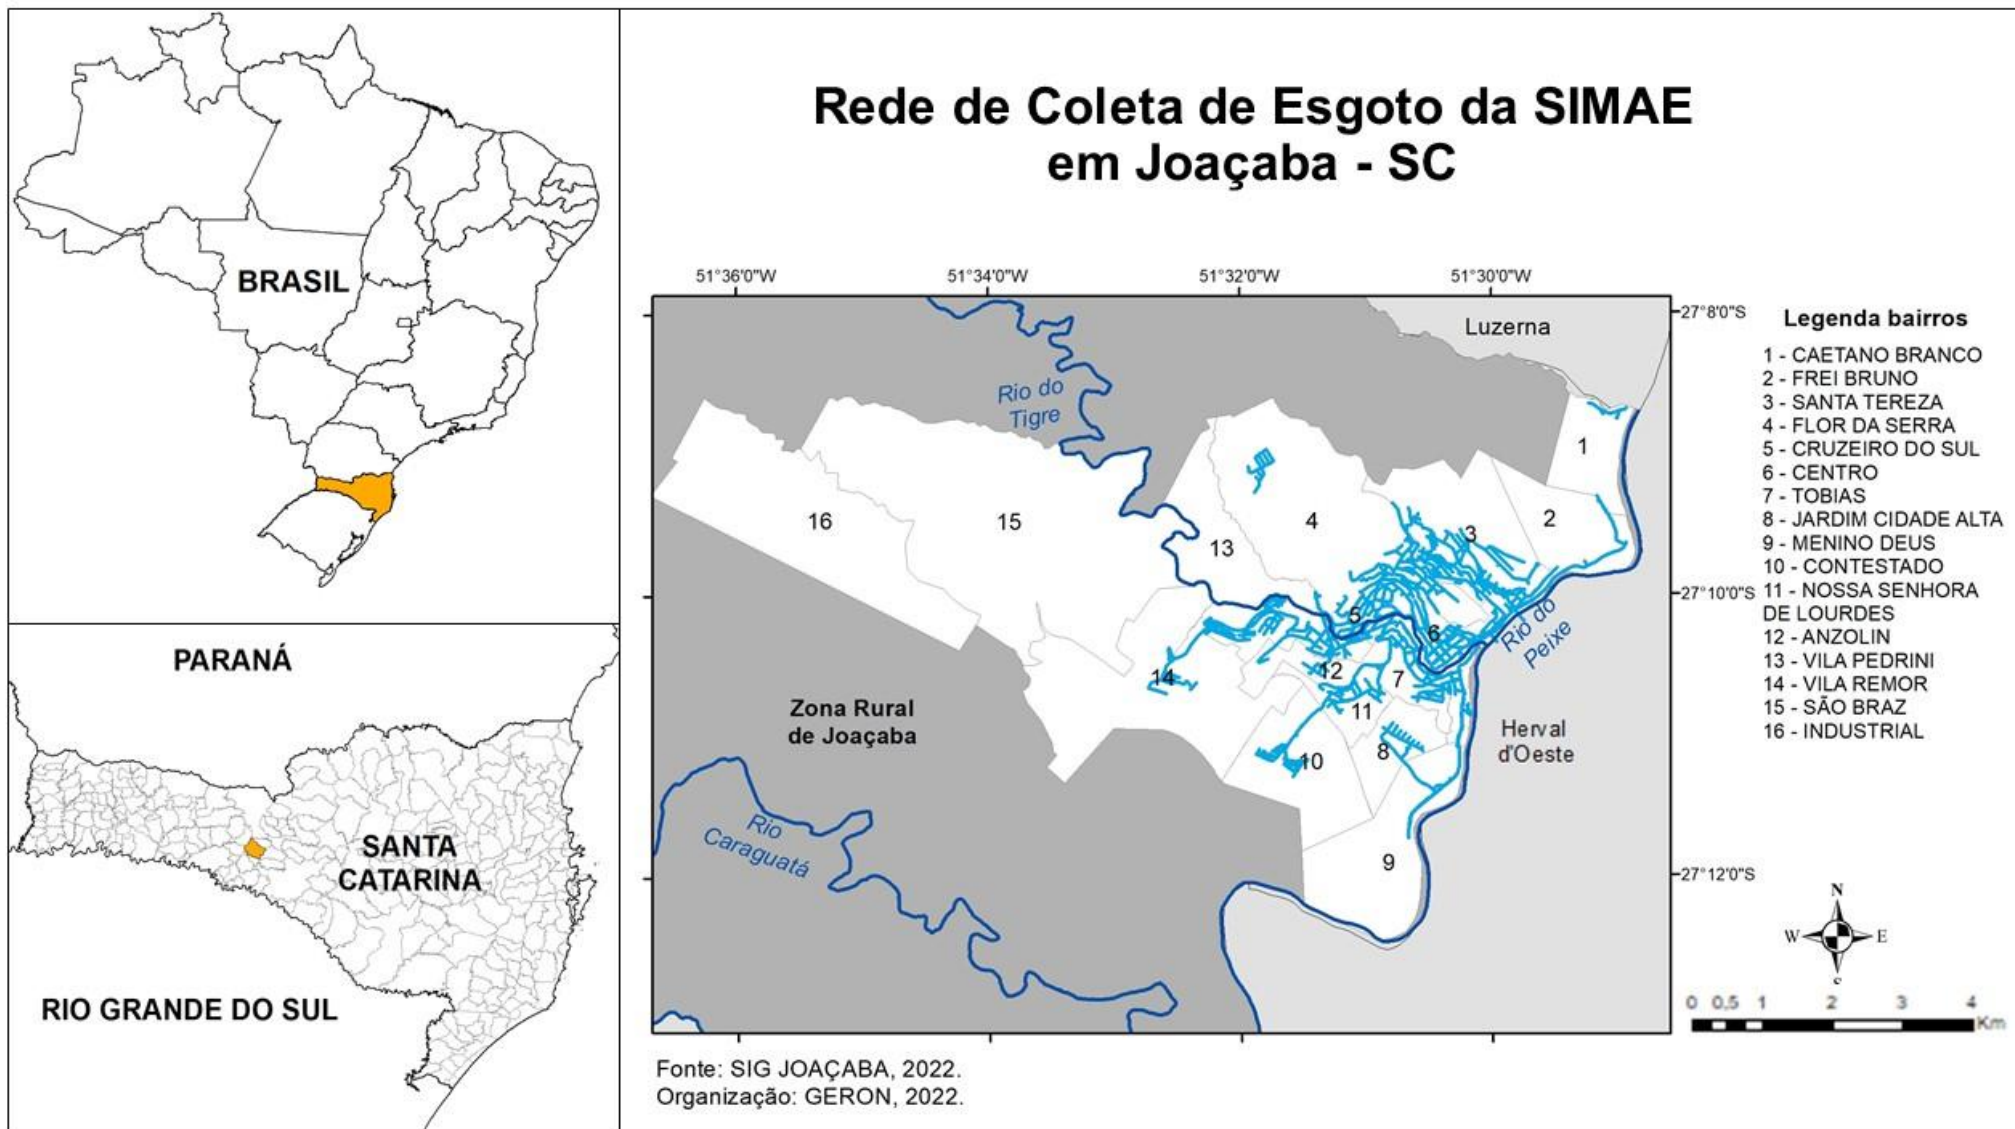 BRASIL
PARANÁ
SANTA
CATARINA
RIO GRANDE DO SUL
Rede de Coleta de Esgoto da SIMAE
em Joaçaba - SC
51°36'0"W
51°34'0"W
51°32'0"W
51°30'0"W
27°8'0"S
27°10'0"S
27°12'0"S
Luzerna
Rio do
Tigre
1
2
3
4
5
6
7
8
9
10
11
12
13
14
15
16
Rio do
Peixe
Zona Rural
de Joaçaba
Herval
d'Oeste
Rio
Caraguatá
Legenda bairros
1 - CAETANO BRANCO
2 - FREI BRUNO
3 - SANTA TEREZA
4 - FLOR DA SERRA
5 - CRUZEIRO DO SUL
6 - CENTRO
7 - TOBIAS
8 - JARDIM CIDADE ALTA
9 - MENINO DEUS
10 - CONTESTADO
11 - NOSSA SENHORA
DE LOURDES
12 - ANZOLIN
13 - VILA PEDRINI
14 - VILA REMOR
15 - SÃO BRAZ
16 - INDUSTRIAL
N
W E
0 0,5 1 2 3 4
Km
Fonte: SIG JOAÇABA, 2022.
Organização: GERON, 2022.